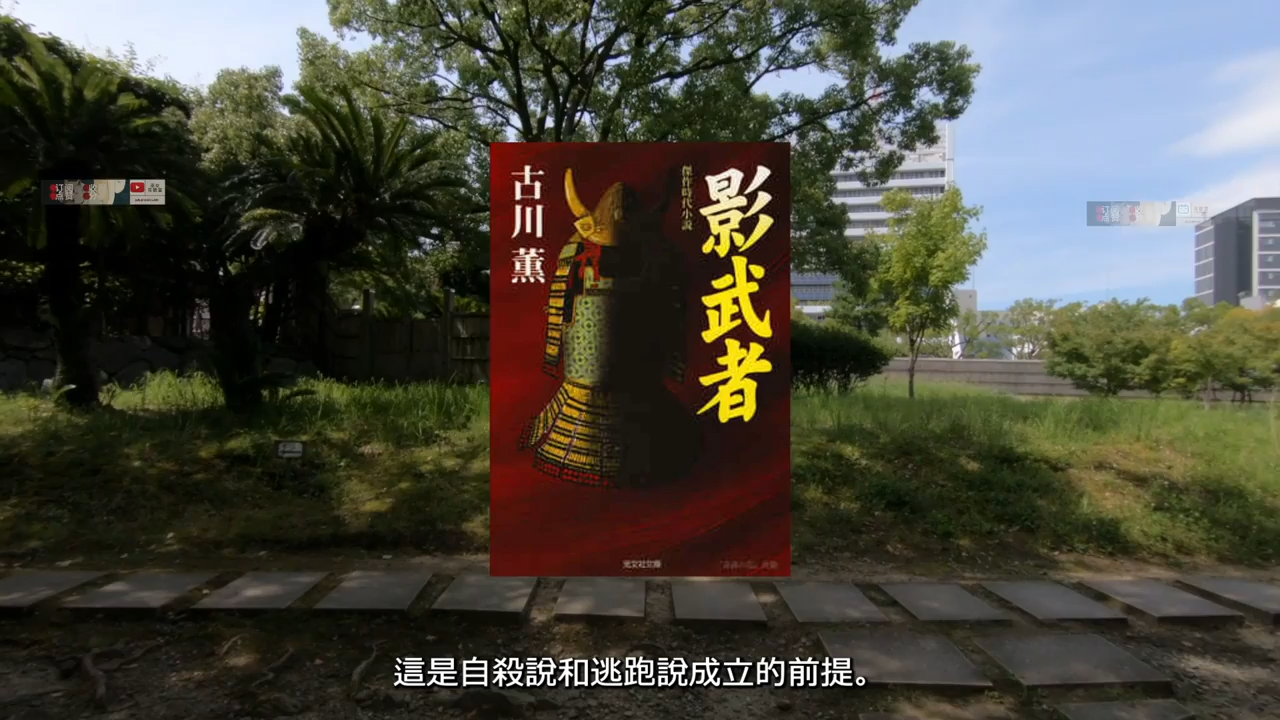 影武者
傑作時代小説
古川 薫
光文社文庫
這是自殺說和逃跑說成立的前提。